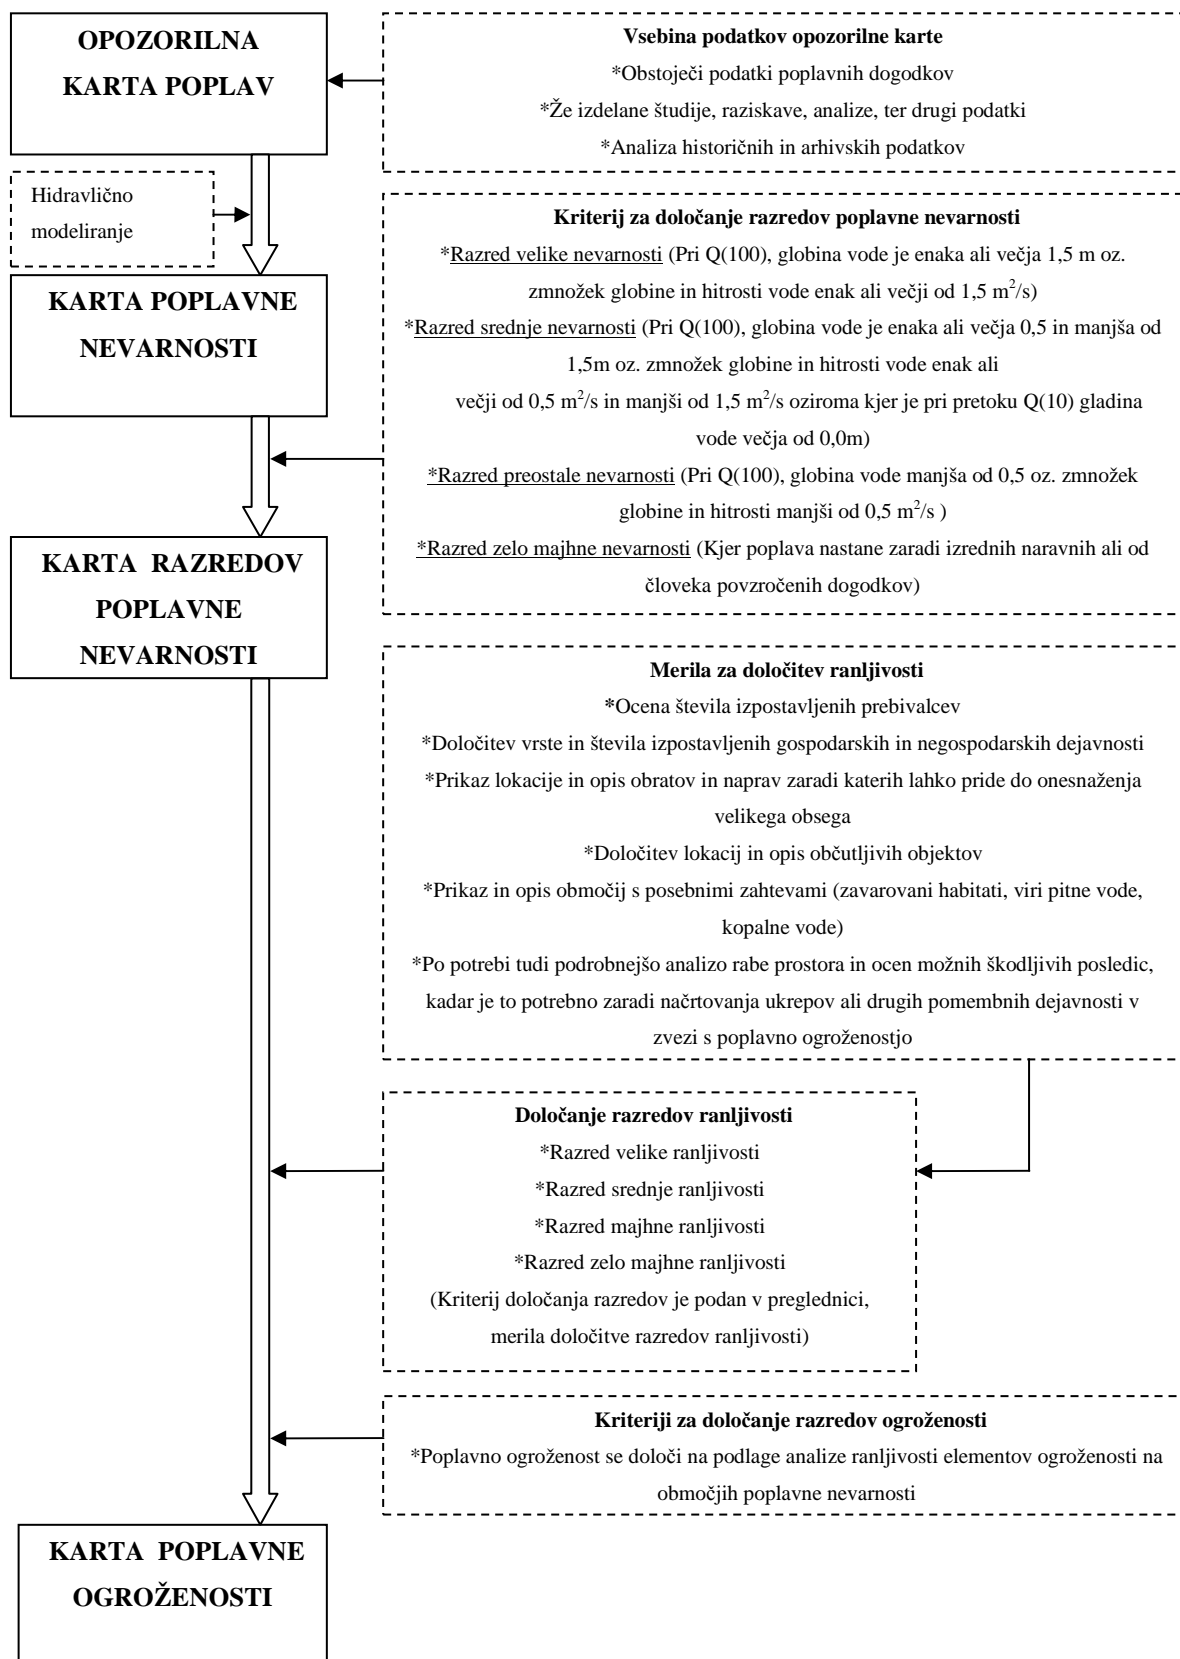 OPOZORILNA
KARTA POPLAV
Vsebina podatkov opozorilne karte
*Obstoječi podatki poplavnih dogodkov
*Že izdelane študije, raziskave, analize, ter drugi podatki
*Analiza historičnih in arhivskih podatkov
Hidravlično
modeliranje
KARTA POPLAVNE
NEVARNOSTI
Kriterij za določanje razredov poplavne nevarnosti
*Razred velike nevarnosti (Pri Q(100), globina vode je enaka ali večja 1,5 m oz.
zmnožek globine in hitrosti vode enak ali večji od 1,5 m²/s)
*Razred srednje nevarnosti (Pri Q(100), globina vode je enaka ali večja 0,5 in manjša od
1,5m oz. zmnožek globine in hitrosti vode enak ali
večji od 0,5 m²/s in manjši od 1,5 m²/s oziroma kjer je pri pretoku Q(10) gladina
vode večja od 0,0m)
*Razred preostale nevarnosti (Pri Q(100), globina vode manjša od 0,5 oz. zmnožek
globine in hitrosti manjši od 0,5 m²/s )
*Razred zelo majhne nevarnosti (Kjer poplava nastane zaradi izrednih naravnih ali od
človeka povzročenih dogodkov)
KARTA RAZREDOV
POPLAVNE
NEVARNOSTI
Merila za določitev ranljivosti
*Ocena števila izpostavljenih prebivalcev
*Določitev vrste in števila izpostavljenih gospodarskih in negospodarskih dejavnosti
*Prikaz lokacije in opis obratov in naprav zaradi katerih lahko pride do onesnaženja
velikega obsega
*Določitev lokacij in opis občutljivih objektov
*Prikaz in opis območij s posebnimi zahtevami (zavarovani habitati, viri pitne vode,
kopalne vode)
*Po potrebi tudi podrobnejšo analizo rabe prostora in ocen možnih škodljivih posledic,
kadar je to potrebno zaradi načrtovanja ukrepov ali drugih pomembnih dejavnosti v
zvezi s poplavno ogroženostjo
Določanje razredov ranljivosti
*Razred velike ranljivosti
*Razred srednje ranljivosti
*Razred majhne ranljivosti
*Razred zelo majhne ranljivosti
(Kriterij določanja razredov je podan v preglednici,
merila določitve razredov ranljivosti)
Kriteriji za določanje razredov ogroženosti
*Poplavno ogroženost se določi na podlage analize ranljivosti elementov ogroženosti na
območjih poplavne nevarnosti
KARTA POPLAVNE
OGROŽENOSTI